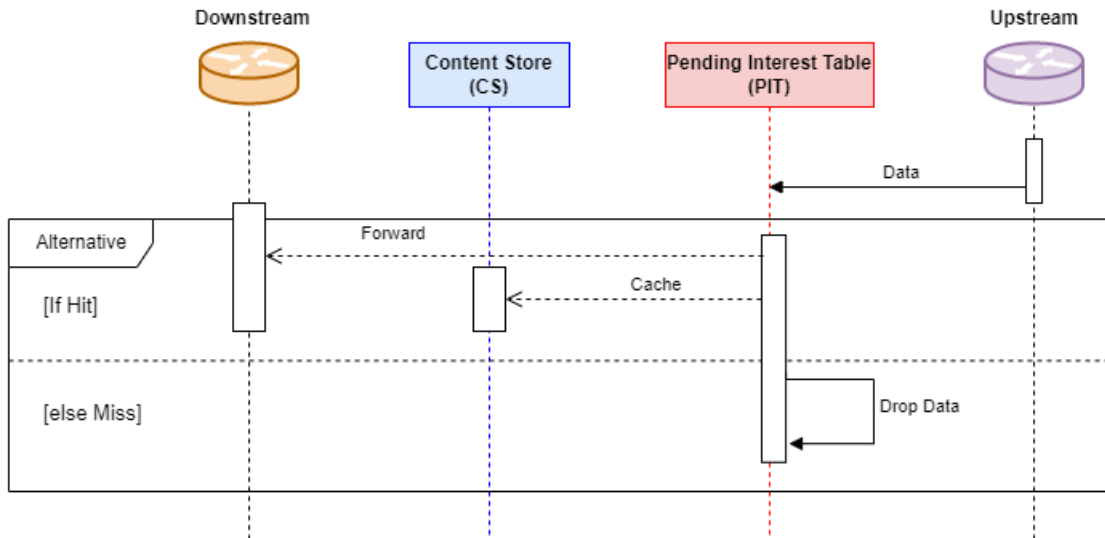 Downstream
Content Store
(CS)
Pending Interest Table
(PIT)
Upstream
Data
Alternative
Forward
Cache
[If Hit]
[else Miss]
Drop Data